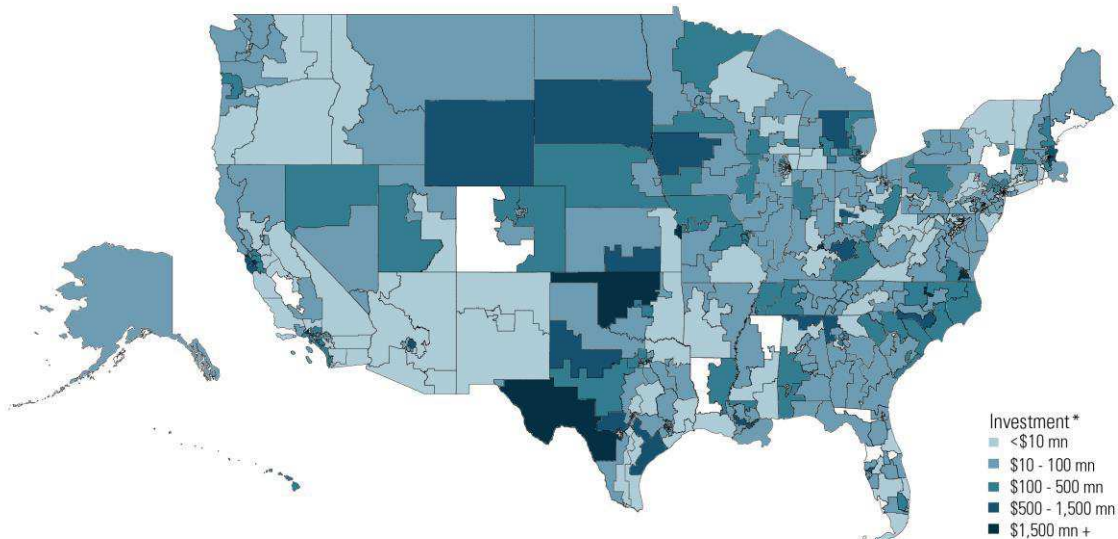 Investment *
<$10 mn
$10 - 100 mn
$100 - 500 mn
$500 - 1,500 mn
$1,500 mn +